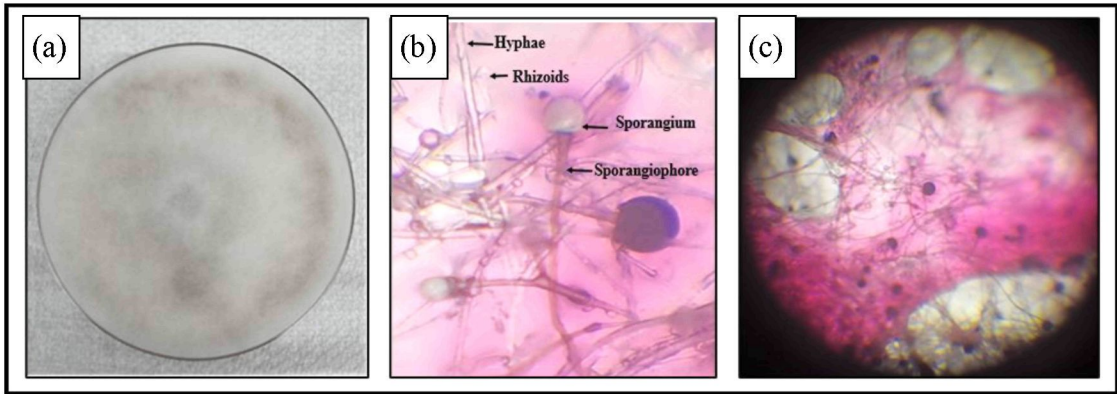 (a)
(b)
(c)
Hyphae
Rhizoids
Sporangium
Sporangiophore